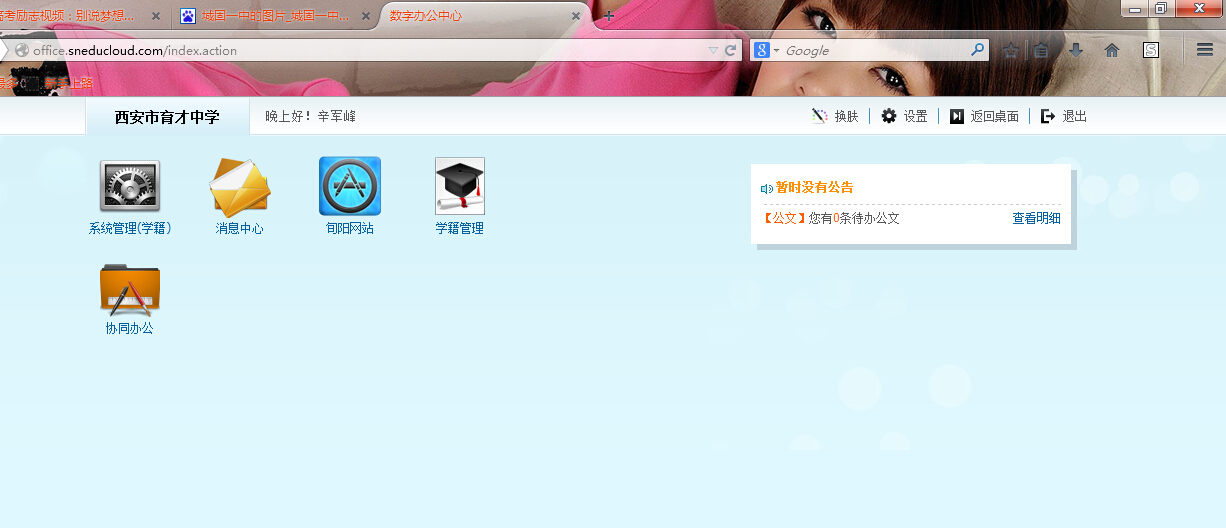 高考励志视频：别说梦想...
城固一中的图片_城固一中...
数字办公中心
office.sneducloud.com/index.action
Google
新手上路
西安市育才中学
晚上好！辛军峰
换肤
设置
返回桌面
退出
系统管理(学籍)
消息中心
旬阳网站
学籍管理
暂时没有公告
【公文】您有0条待办公文
查看明细
协同办公